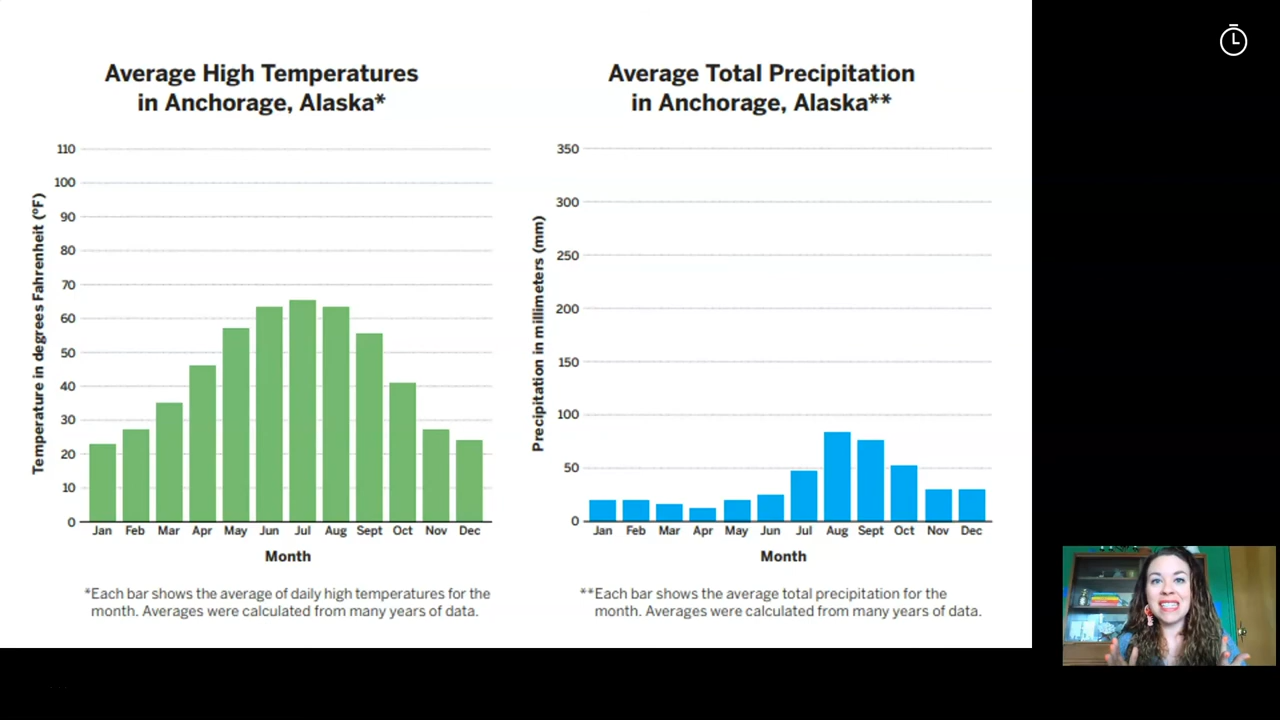 Average High Temperatures
in Anchorage, Alaska*
110
100
90
80
70
60
50
40
30
20
10
0
Temperature in degrees Fahrenheit (°F)
Jan Feb Mar Apr May Jun Jul Aug Sept Oct Nov Dec
Month
*Each bar shows the average of daily high temperatures for the
month. Averages were calculated from many years of data.
Average Total Precipitation
in Anchorage, Alaska**
350
300
250
200
150
100
50
0
Precipitation in millimeters (mm)
Jan Feb Mar Apr May Jun Jul Aug Sept Oct Nov Dec
Month
**Each bar shows the average total precipitation for the
month. Averages were calculated from many years of data.